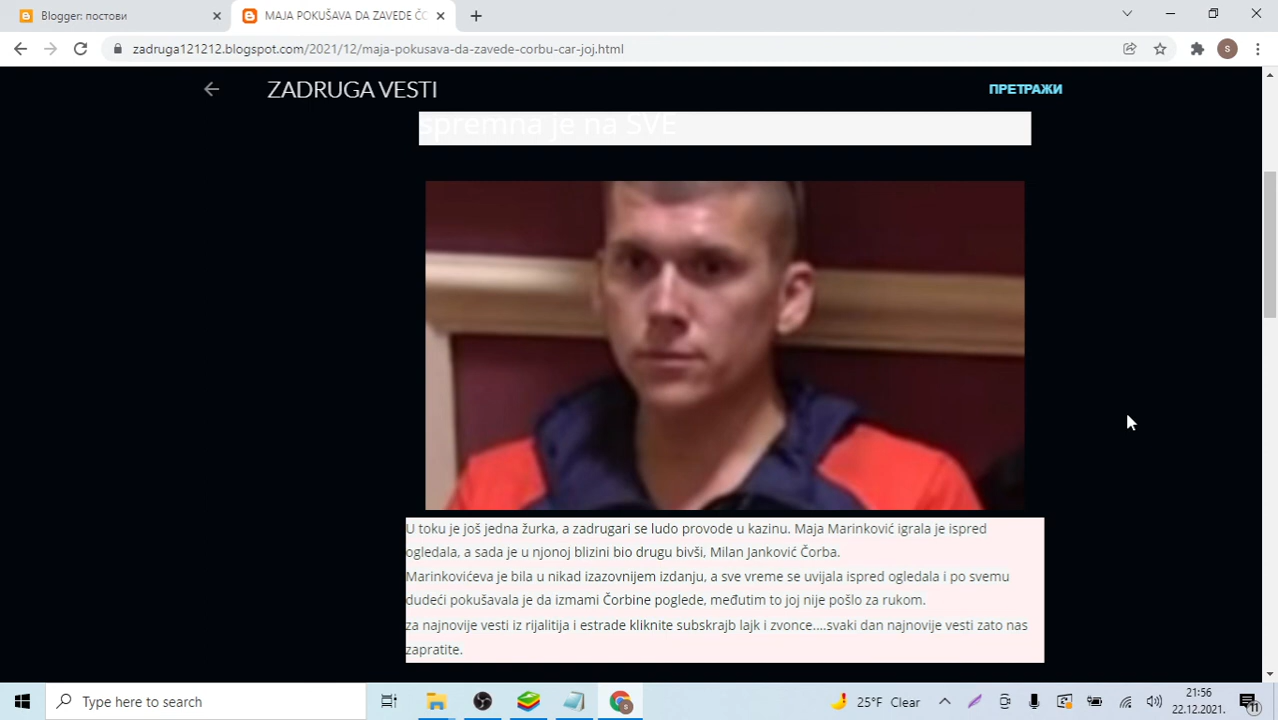 Blogger: постови
MAJA POKUŠAVA DA ZAVEDE ČO
zadruga121212.blogspot.com/2021/12/maja-pokusava-da-zavede-corbu-car-joj.html
S
ZADRUGA VESTI
ПРЕТРАЖИ
spremna je na SVE
U toku je još jedna žurka, a zadrugari se ludo provode u kazinu. Maja Marinković igrala je ispred
ogledala, a sada je u njonoj blizini bio drugu bivši, Milan Janković Čorba.
Marinkovićeva je bila u nikad izazovnijem izdanju, a sve vreme se uvijala ispred ogledala i po svemu
dudeći pokušavala je da izmami Čorbine poglede, međutim to joj nije pošlo za rukom.
za najnovije vesti iz rijalitija i estrade kliknite subskrajb lajk i zvonce....svaki dan najnovije vesti zato nas
zapratite.
Type here to search
25°F Clear
21:56
22.12.2021.
11